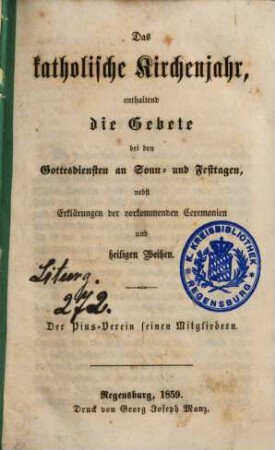 Das
katholische Kirchenjahr,
enthaltend
die Gebete
bei den
Gottesdiensten an Sonn- und Festtagen,
nebst
Erklärungen der vorkommenden Ceremonien
und
heiligen Weihen.
K. KREISBIBLIOTHEK
REGENSBURG
Liturg.
272.
Der Pius-Verein seinen Mitgliedern.
Regensburg, 1859.
Druck von Georg Joseph Manz.